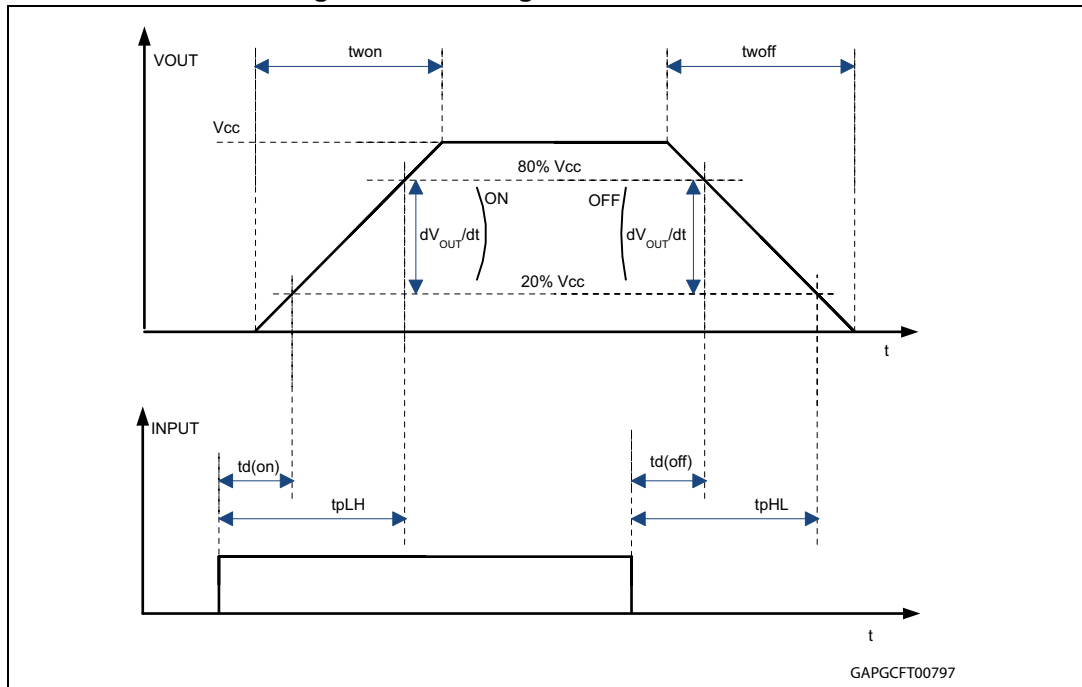 VOUT
twon
twoff
Vcc
80% Vcc
ON
OFF
dVOUT/dt
dVOUT/dt
20% Vcc
t
INPUT
td(on)
td(off)
tpLH
tpHL
t
GAPGCFT00797